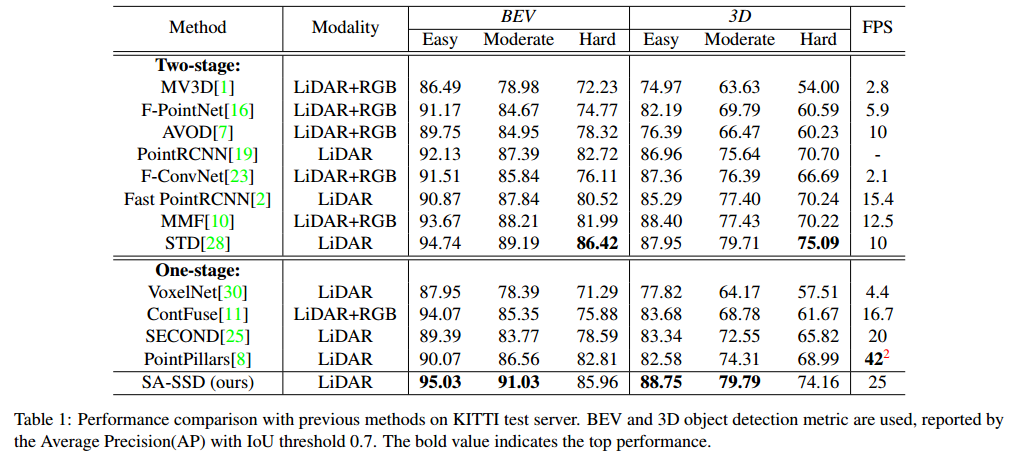 Method Modality BEV 3D FPS
Easy Moderate Hard Easy Moderate Hard
Two-stage:
MV3D[1] LiDAR+RGB 86.49 78.98 72.23 74.97 63.63 54.00 2.8
F-PointNet[16] LiDAR+RGB 91.17 84.67 74.77 82.19 69.79 60.59 5.9
AVOD[7] LiDAR+RGB 89.75 84.95 78.32 76.39 66.47 60.23 10
PointRCNN[19] LiDAR 92.13 87.39 82.72 86.96 75.64 70.70 -
F-ConvNet[23] LiDAR+RGB 91.51 85.84 76.11 87.36 76.39 66.69 2.1
Fast PointRCNN[2] LiDAR 90.87 87.84 80.52 85.29 77.40 70.24 15.4
MMF[10] LiDAR+RGB 93.67 88.21 81.99 88.40 77.43 70.22 12.5
STD[28] LiDAR 94.74 89.19 86.42 87.95 79.71 75.09 10
One-stage:
VoxelNet[30] LiDAR 87.95 78.39 71.29 77.82 64.17 57.51 4.4
ContFuse[11] LiDAR+RGB 94.07 85.35 75.88 83.68 68.78 61.67 16.7
SECOND[25] LiDAR 89.39 83.77 78.59 83.34 72.55 65.82 20
PointPillars[8] LiDAR 90.07 86.56 82.81 82.58 74.31 68.99 42²
SA-SSD (ours) LiDAR 95.03 91.03 85.96 88.75 79.79 74.16 25
Table 1: Performance comparison with previous methods on KITTI test server. BEV and 3D object detection metric are used, reported by
the Average Precision(AP) with IoU threshold 0.7. The bold value indicates the top performance.